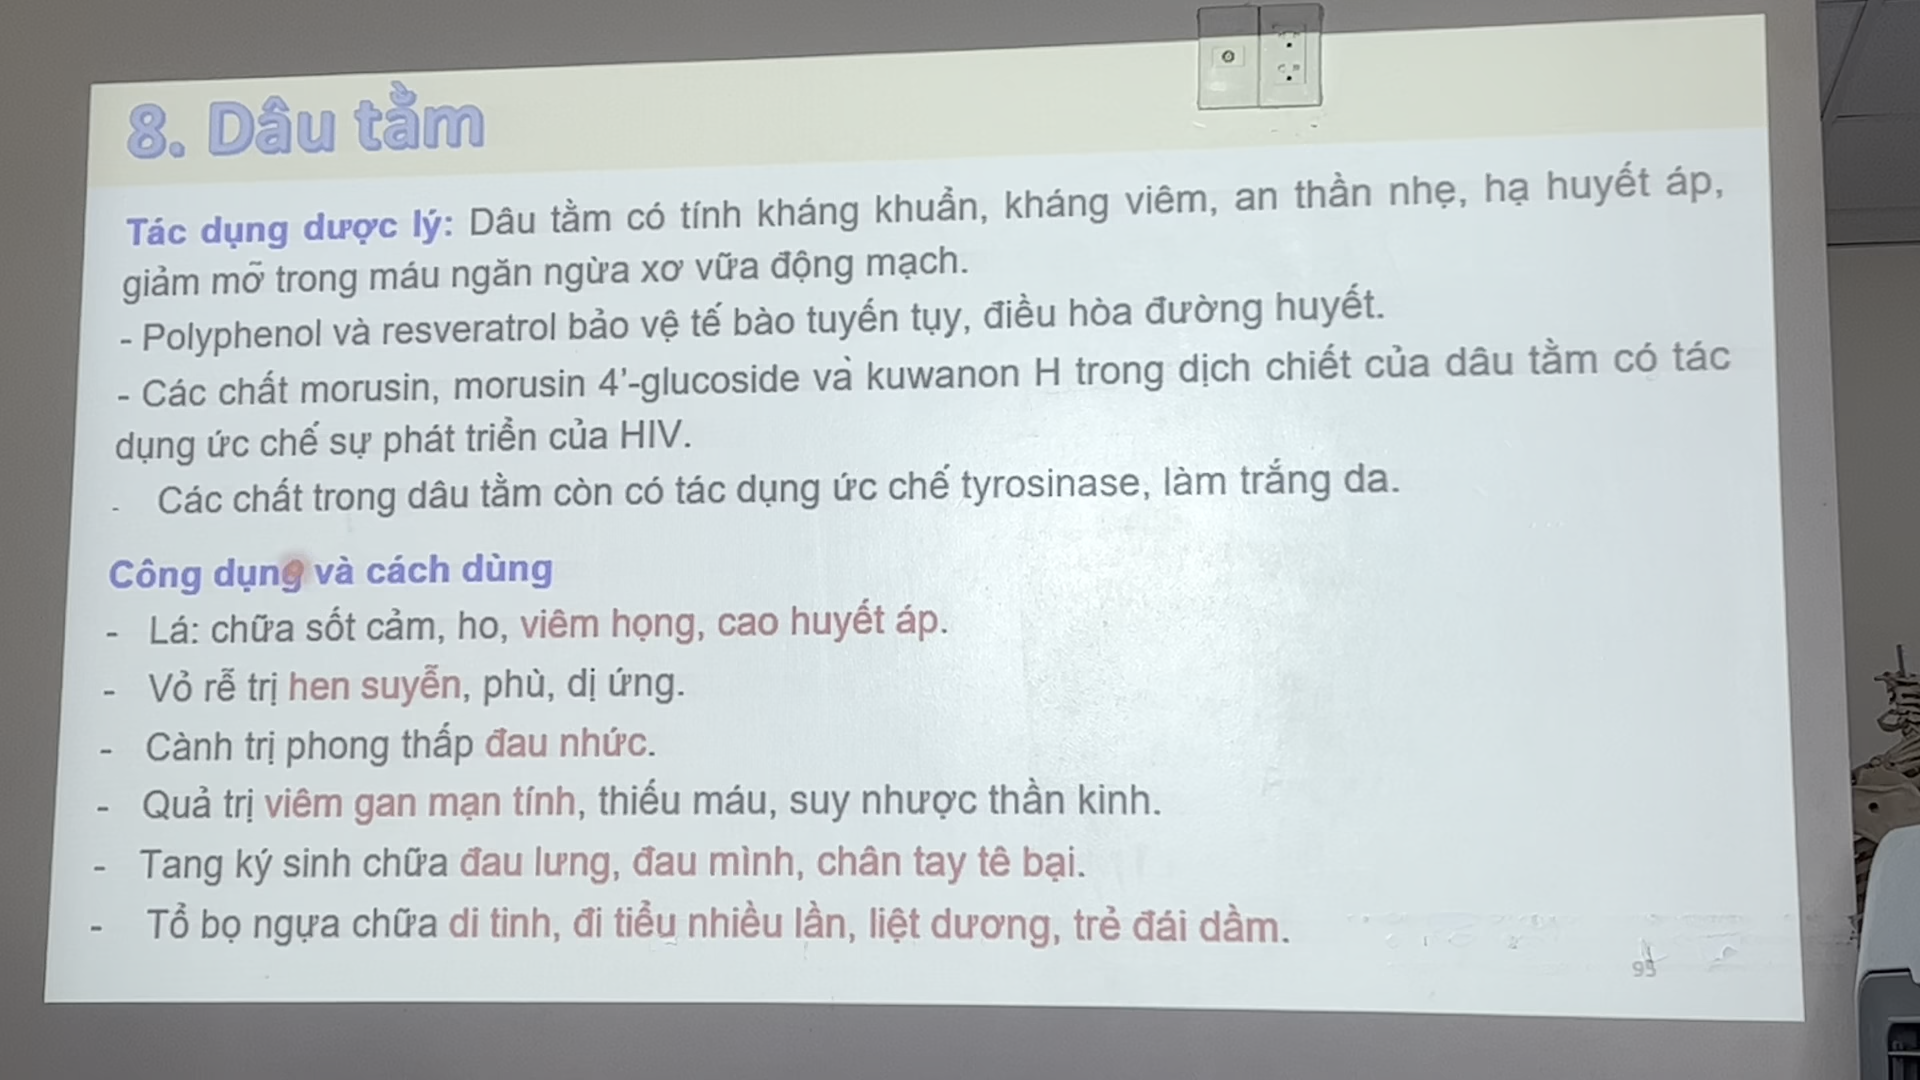 8. Dâu tằm
Tác dụng dược lý: Dâu tằm có tính kháng khuẩn, kháng viêm, an thần nhẹ, hạ huyết áp,
giảm mỡ trong máu ngăn ngừa xơ vữa động mạch.
- Polyphenol và resveratrol bảo vệ tế bào tuyến tụy, điều hòa đường huyết.
- Các chất morusin, morusin 4'-glucoside và kuwanon H trong dịch chiết của dâu tằm có tác
dụng ức chế sự phát triển của HIV.
- Các chất trong dâu tằm còn có tác dụng ức chế tyrosinase, làm trắng da.
Công dụng và cách dùng
- Lá: chữa sốt cảm, ho, viêm họng, cao huyết áp.
- Vỏ rễ trị hen suyễn, phù, dị ứng.
- Cành trị phong thấp đau nhức.
- Quả trị viêm gan mạn tính, thiếu máu, suy nhược thần kinh.
- Tang ký sinh chữa đau lưng, đau mình, chân tay tê bại.
- Tổ bọ ngựa chữa di tinh, đi tiểu nhiều lần, liệt dương, trẻ đái dầm.
95